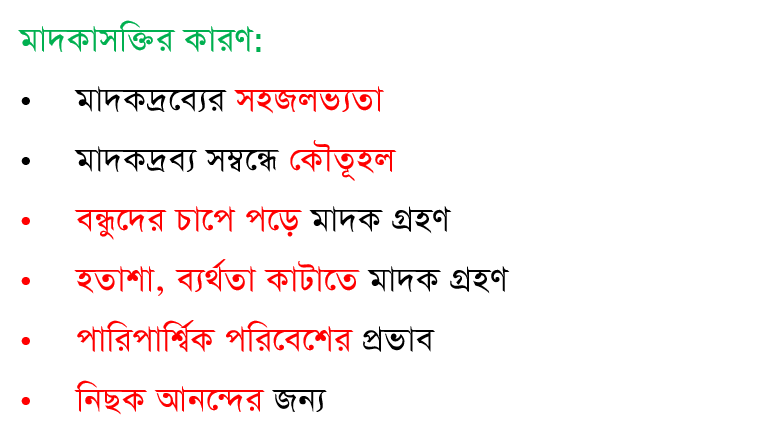 মাদকাসক্তির কারণ:
• মাদকদ্রব্যের সহজলভ্যতা
• মাদকদ্রব্য সম্বন্ধে কৌতূহল
• বন্ধুদের চাপে পড়ে মাদক গ্রহণ
• হতাশা, ব্যর্থতা কাটাতে মাদক গ্রহণ
• পারিপার্শ্বিক পরিবেশের প্রভাব
• নিছক আনন্দের জন্য